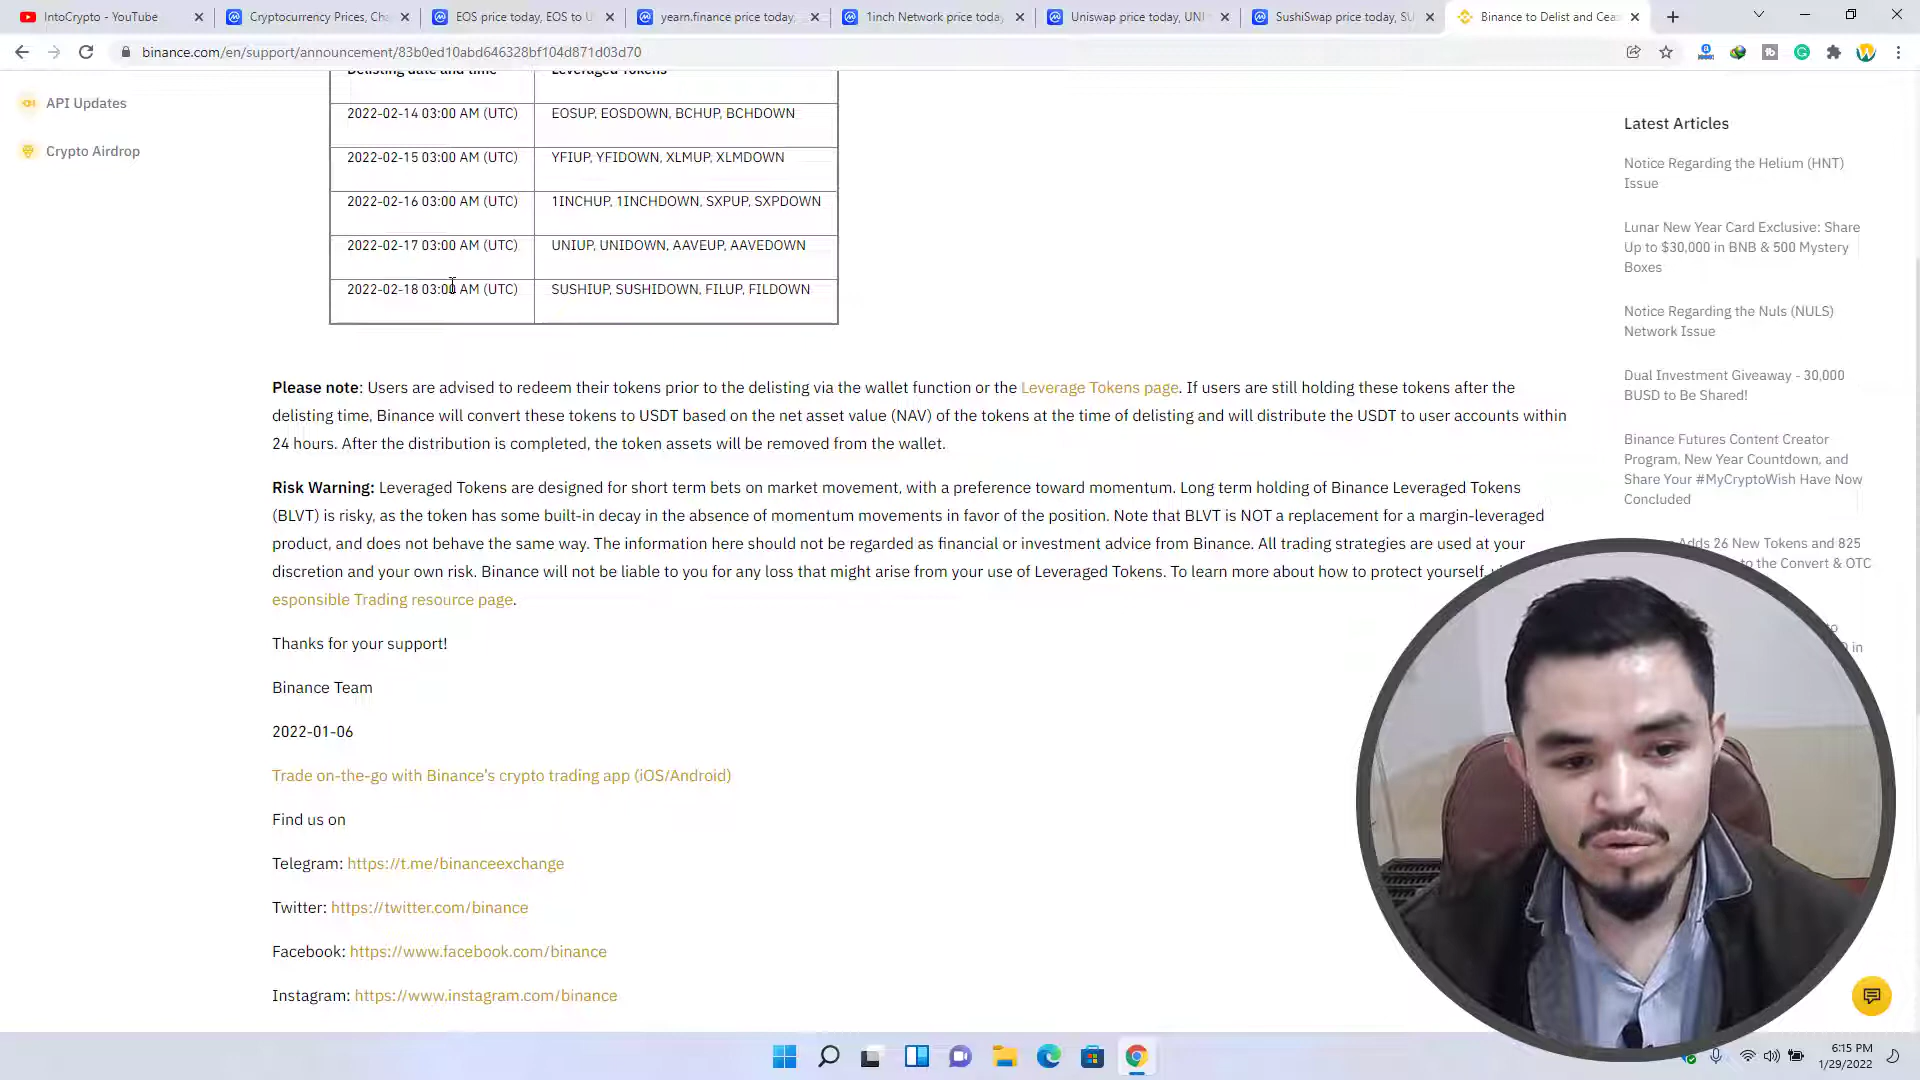 IntoCrypto - YouTube
Cryptocurrency Prices, Cha
EOS price today, EOS to U
yearn.finance price today,
1inch Network price toda
Uniswap price today, UNI
SushiSwap price today, SU
Binance to Delist and Cea
binance.com/en/support/announcement/83b0ed10abd646328bf104d871d03d70
API Updates
Crypto Airdrop
Delisting date and time Leveraged Tokens
2022-02-14 03:00 AM (UTC) EOSUP, EOSDOWN, BCHUP, BCHDOWN
2022-02-15 03:00 AM (UTC) YFIUP, YFIDOWN, XLMUP, XLMDOWN
2022-02-16 03:00 AM (UTC) 1INCHUP, 1INCHDOWN, SXPUP, SXPDOWN
2022-02-17 03:00 AM (UTC) UNIUP, UNIDOWN, AAVEUP, AAVEDOWN
2022-02-18 03:00 AM (UTC) SUSHIUP, SUSHIDOWN, FILUP, FILDOWN
Please note: Users are advised to redeem their tokens prior to the delisting via the wallet function or the Leverage Tokens page. If users are still holding these tokens after the
delisting time, Binance will convert these tokens to USDT based on the net asset value (NAV) of the tokens at the time of delisting and will distribute the USDT to user accounts within
24 hours. After the distribution is completed, the token assets will be removed from the wallet.
Risk Warning: Leveraged Tokens are designed for short term bets on market movement, with a preference toward momentum. Long term holding of Binance Leveraged Tokens
(BLVT) is risky, as the token has some built-in decay in the absence of momentum movements in favor of the position. Note that BLVT is NOT a replacement for a margin-leveraged
product, and does not behave the same way. The information here should not be regarded as financial or investment advice from Binance. All trading strategies are used at your
discretion and your own risk. Binance will not be liable to you for any loss that might arise from your use of Leveraged Tokens. To learn more about how to protect yourself,
esponsible Trading resource page.
Thanks for your support!
Binance Team
2022-01-06
Trade on-the-go with Binance's crypto trading app (iOS/Android)
Find us on
Telegram: https://t.me/binanceexchange
Twitter: https://twitter.com/binance
Facebook: https://www.facebook.com/binance
Instagram: https://www.instagram.com/binance
Latest Articles
Notice Regarding the Helium (HNT)
Issue
Lunar New Year Card Exclusive: Share
Up to $30,000 in BNB & 500 Mystery
Boxes
Notice Regarding the Nuls (NULS)
Network Issue
Dual Investment Giveaway - 30,000
BUSD to Be Shared!
Binance Futures Content Creator
Program, New Year Countdown, and
Share Your #MyCryptoWish Have Now
Concluded
Adds 26 New Tokens and 825
to the Convert & OTC
to
in
6:15 PM
1/29/2022